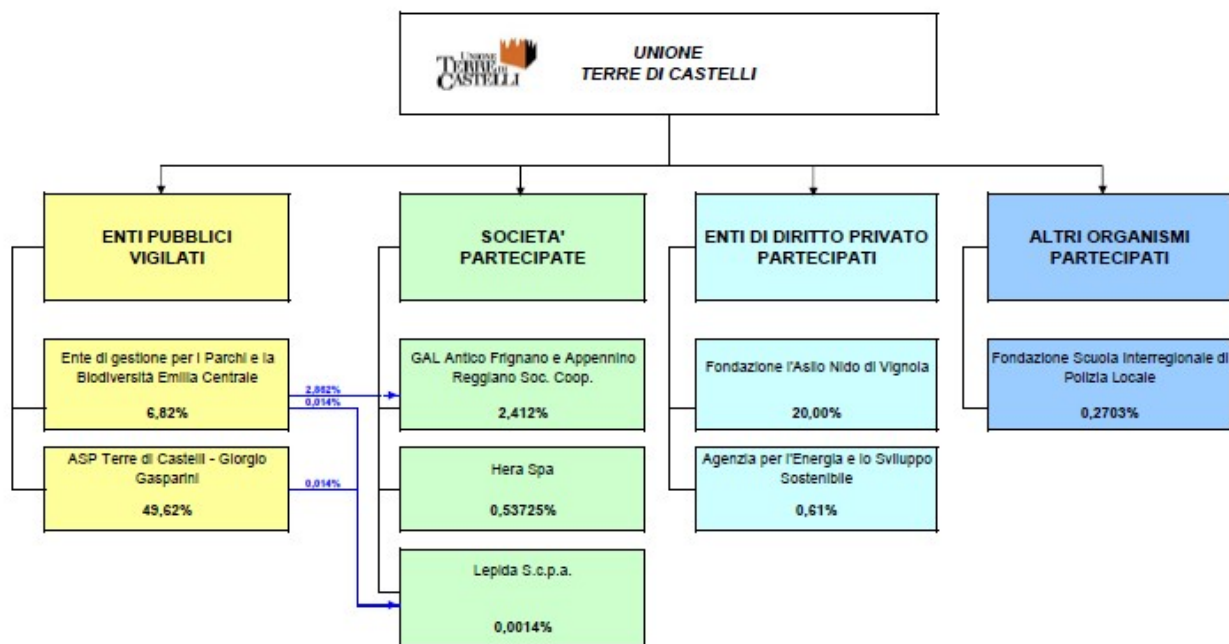 UNIONE
TERRE DI
CASTELLI
UNIONE
TERRE DI CASTELLI
ENTI PUBBLICI
VIGILATI
SOCIETA'
PARTECIPATE
ENTI DI DIRITTO PRIVATO
PARTECIPATI
ALTRI ORGANISMI
PARTECIPATI
Ente di gestione per i Parchi e la
Biodiversità Emilia Centrale
6,82%
2,862%
0,014%
GAL Antico Frignano e Appennino
Reggiano Soc. Coop.
2,412%
Fondazione l'Asilo Nido di Vignola
20,00%
Fondazione Scuola Interregionale di
Polizia Locale
0,2703%
ASP Terre di Castelli - Giorgio
Gasparini
49,62%
0,014%
Hera Spa
0,53725%
Agenzia per l'Energia e lo Sviluppo
Sostenibile
0,61%
Lepida S.c.p.a.
0,0014%